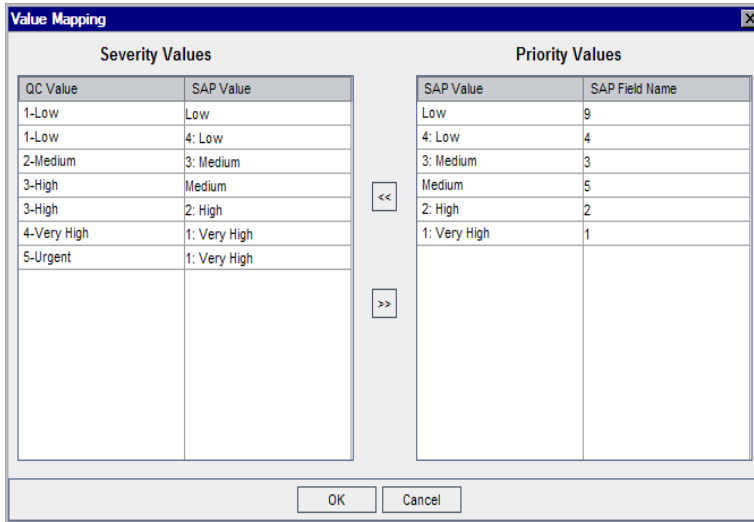 Value Mapping
Severity Values
QC Value SAP Value
1-Low Low
1-Low 4: Low
2-Medium 3: Medium
3-High Medium
3-High 2: High
4-Very High 1: Very High
5-Urgent 1: Very High
<<
>>
Priority Values
SAP Value SAP Field Name
Low 9
4: Low 4
3: Medium 3
Medium 5
2: High 2
1: Very High 1
OK Cancel